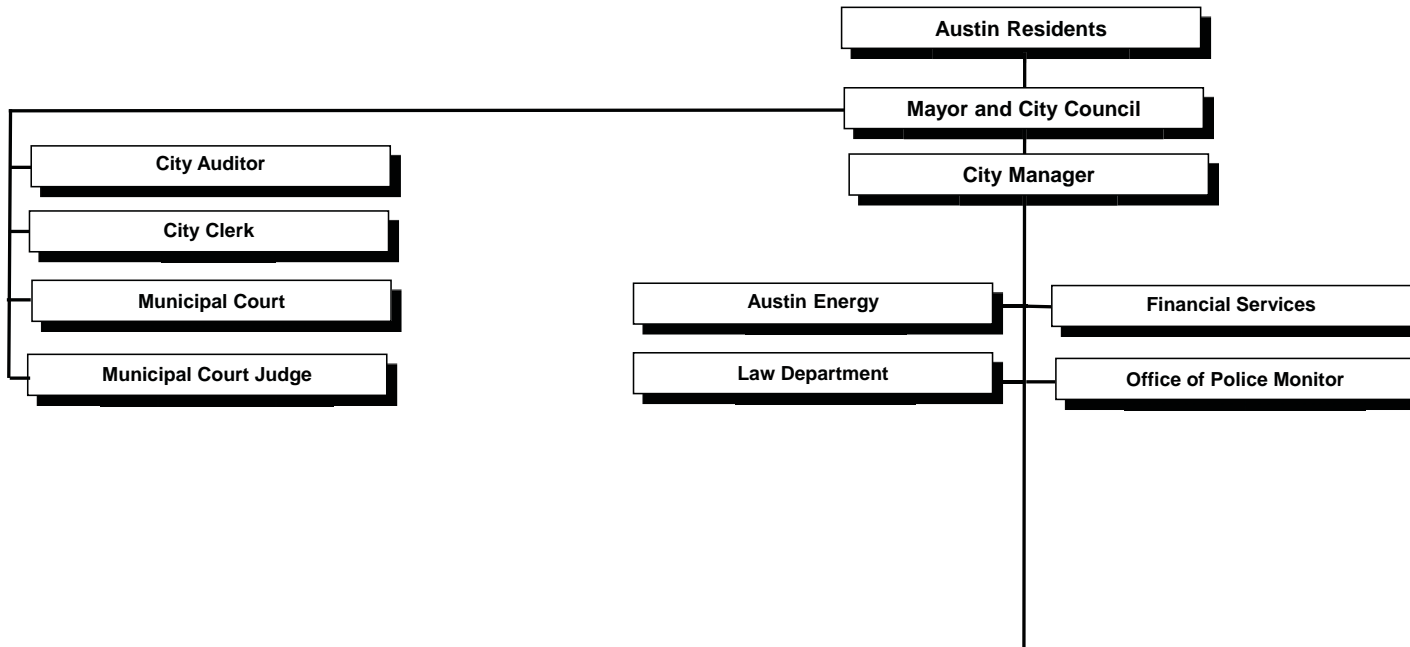 Austin Residents
Mayor and City Council
City Manager
City Auditor
City Clerk
Municipal Court
Municipal Court Judge
Austin Energy
Financial Services
Law Department
Office of Police Monitor